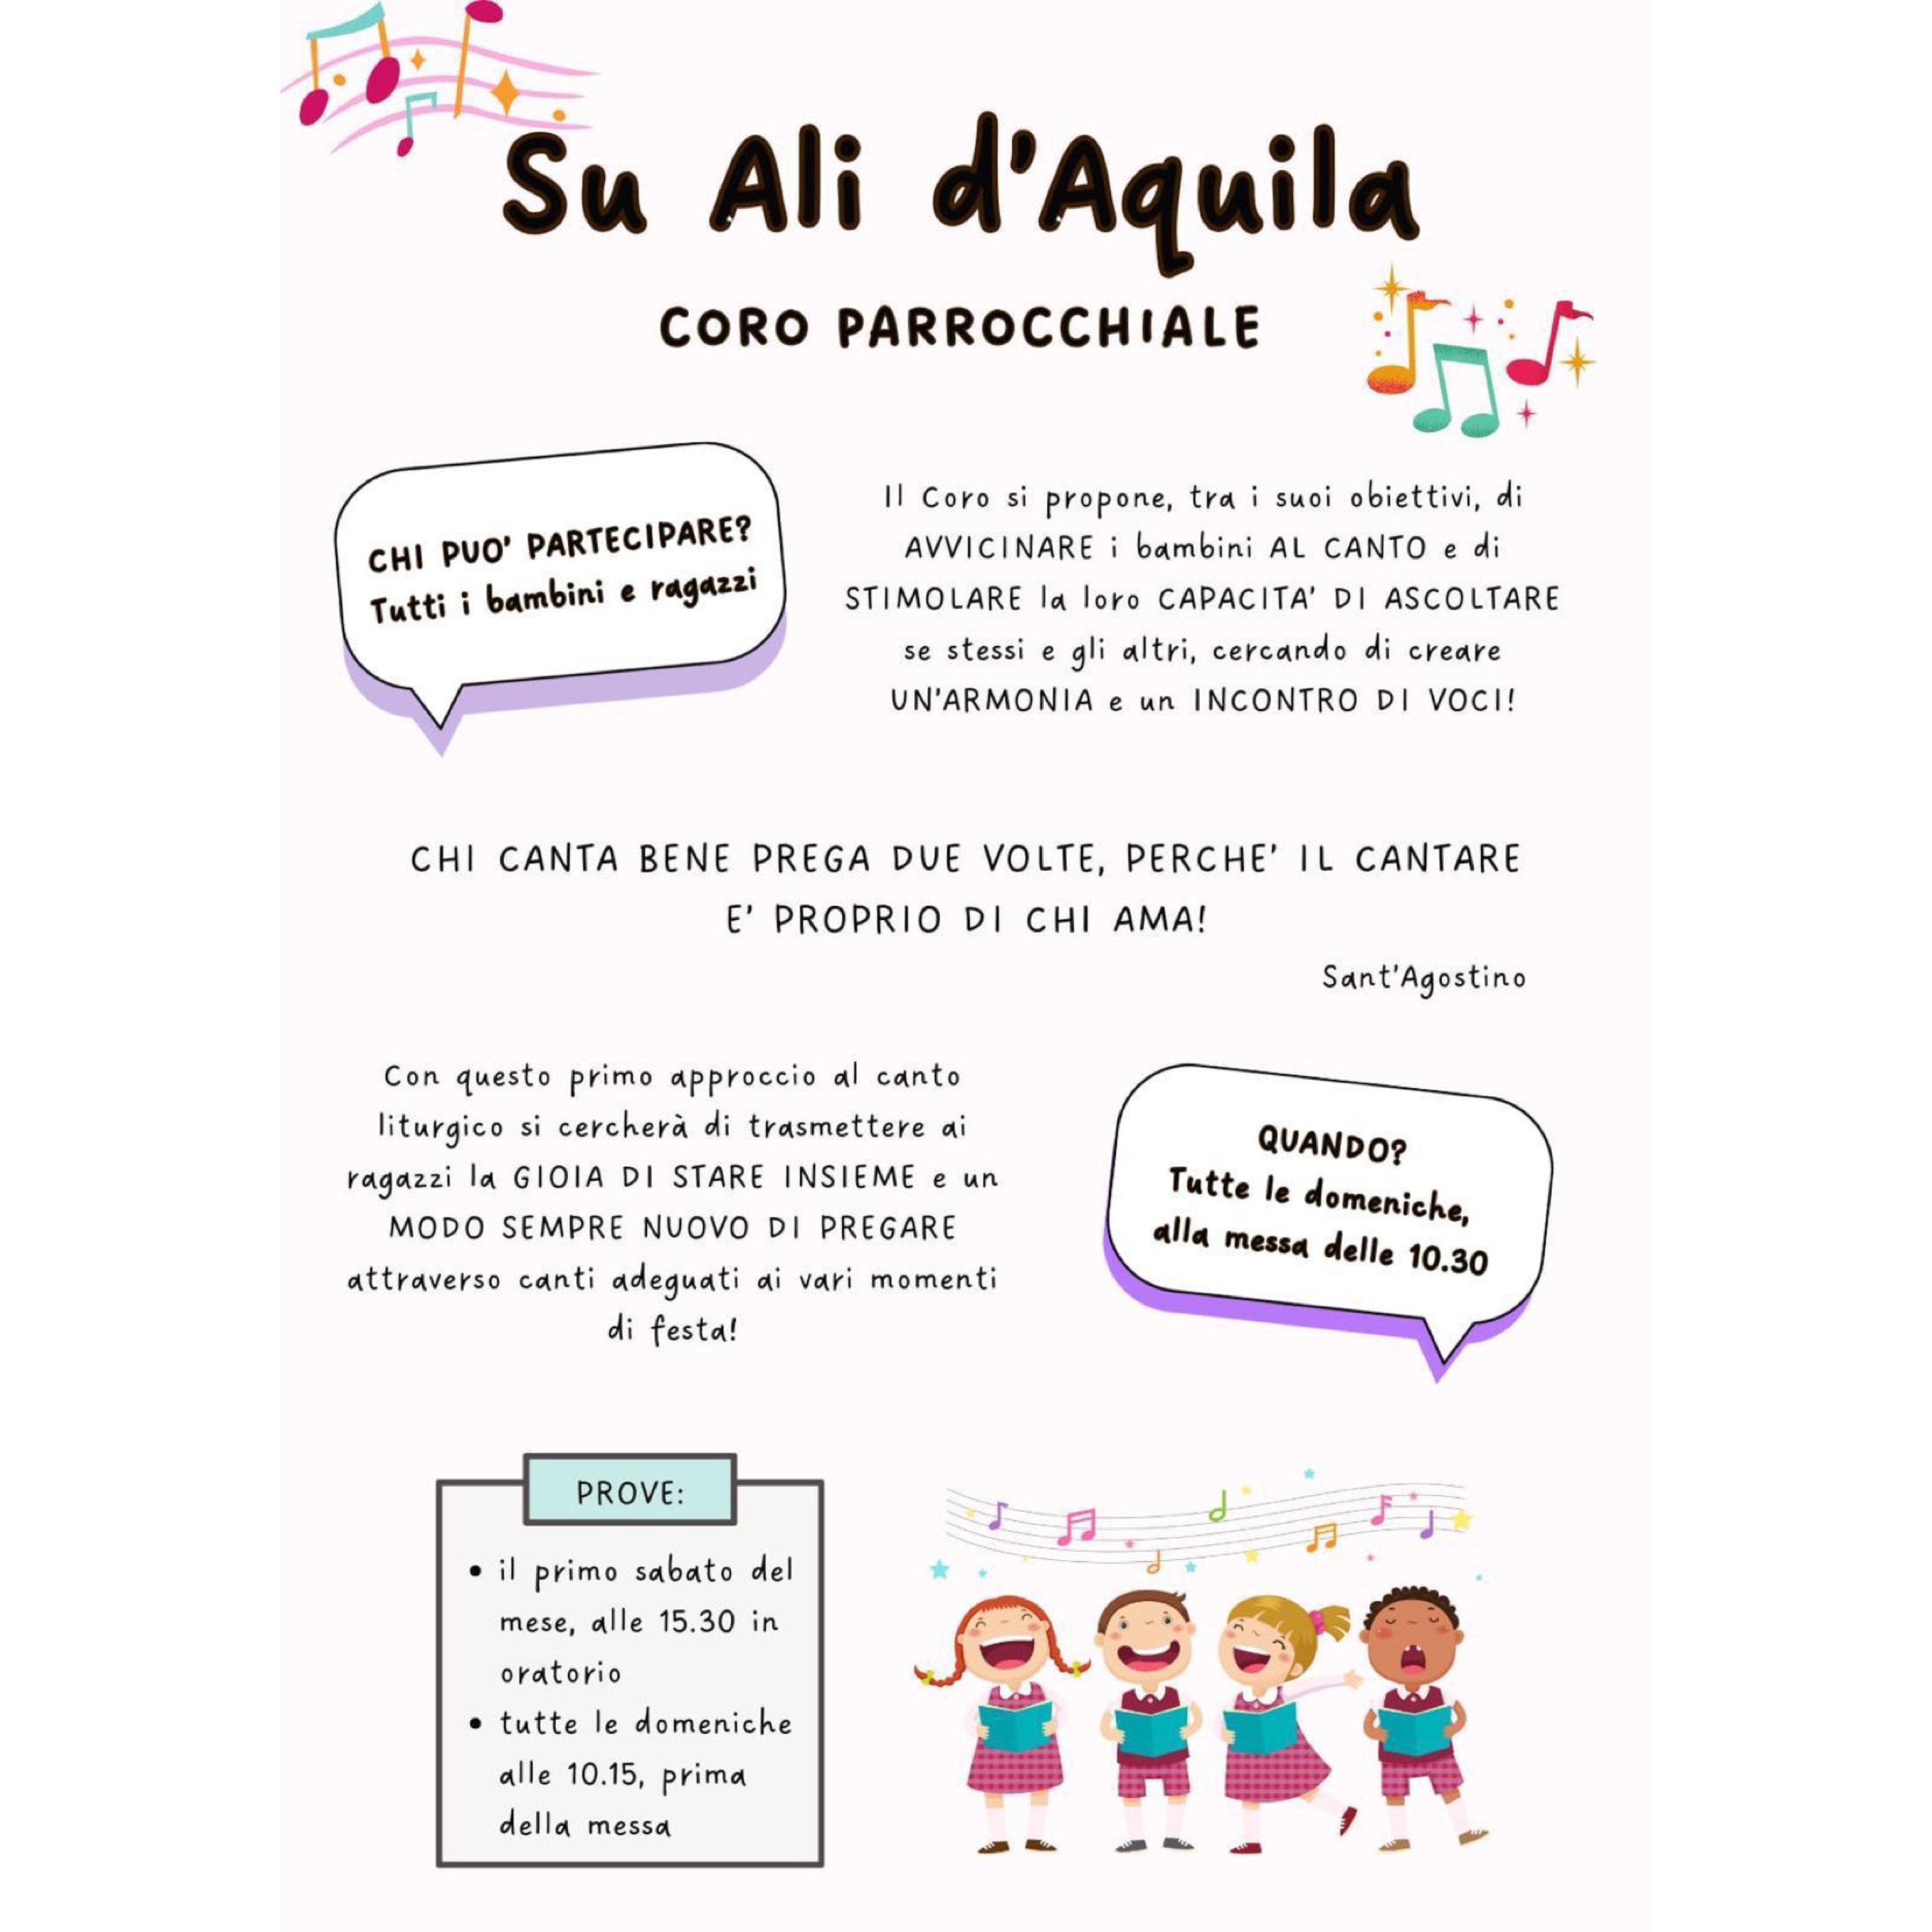 Su Ali d'Aquila
CORO PARROCCHIALE
CHI PUO' PARTECIPARE?
Tutti i bambini e ragazzi
Il Coro si propone, tra i suoi obiettivi, di
AVVICINARE i bambini AL CANTO e di
STIMOLARE la loro CAPACITA' DI ASCOLTARE
se stessi e gli altri, cercando di creare
UN'ARMONIA e un INCONTRO DI VOCI!
CHI CANTA BENE PREGA DUE VOLTE, PERCHE' IL CANTARE
E' PROPRIO DI CHI AMA!
Sant'Agostino
Con questo primo approccio al canto
liturgico si cercherà di trasmettere ai
ragazzi la GIOIA DI STARE INSIEME e un
MODO SEMPRE NUOVO DI PREGARE
attraverso canti adeguati ai vari momenti
di festa!
QUANDO?
Tutte le domeniche,
alla messa delle 10.30
PROVE:
• il primo sabato del
mese, alle 15.30 in
oratorio
• tutte le domeniche
alle 10.15, prima
della messa